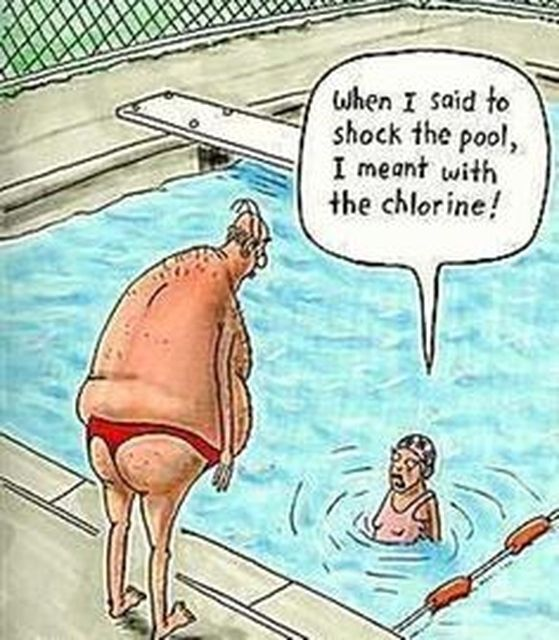 When I said to
shock the pool,
I meant with
the chlorine!